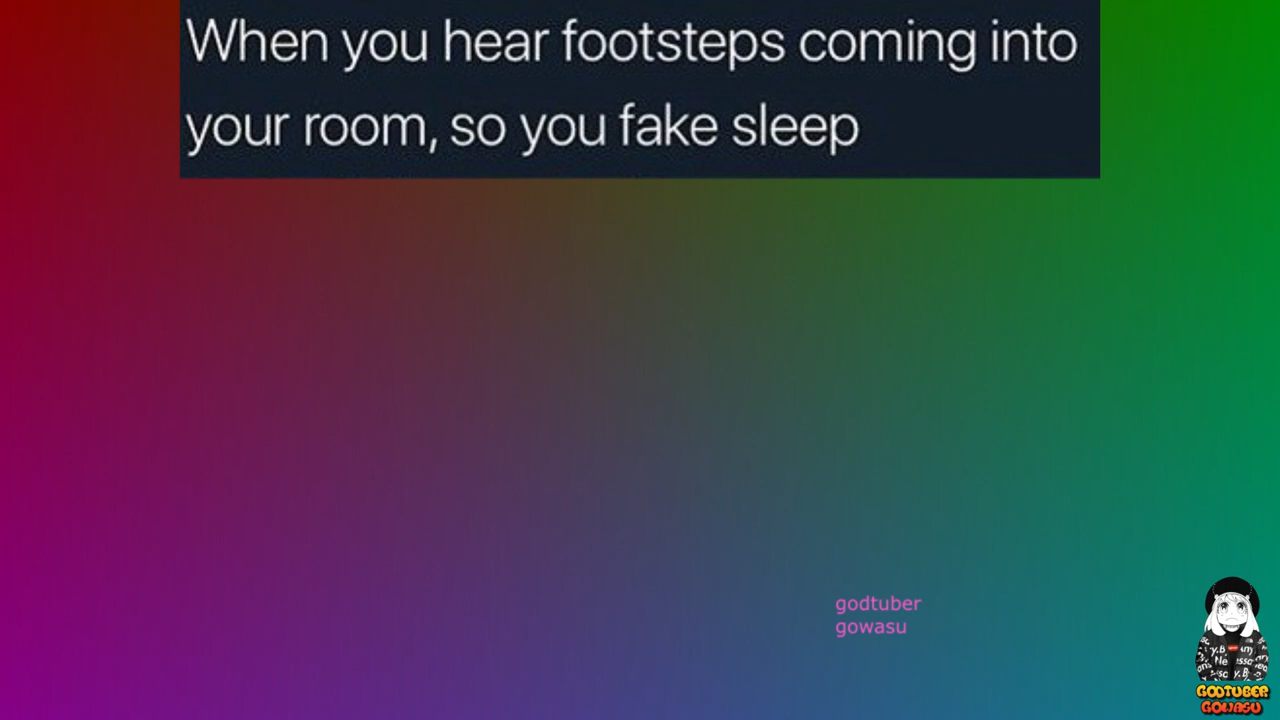 When you hear footsteps coming into
your room, so you fake sleep
godtuber
gowasu
GODTUBER
GOWASU